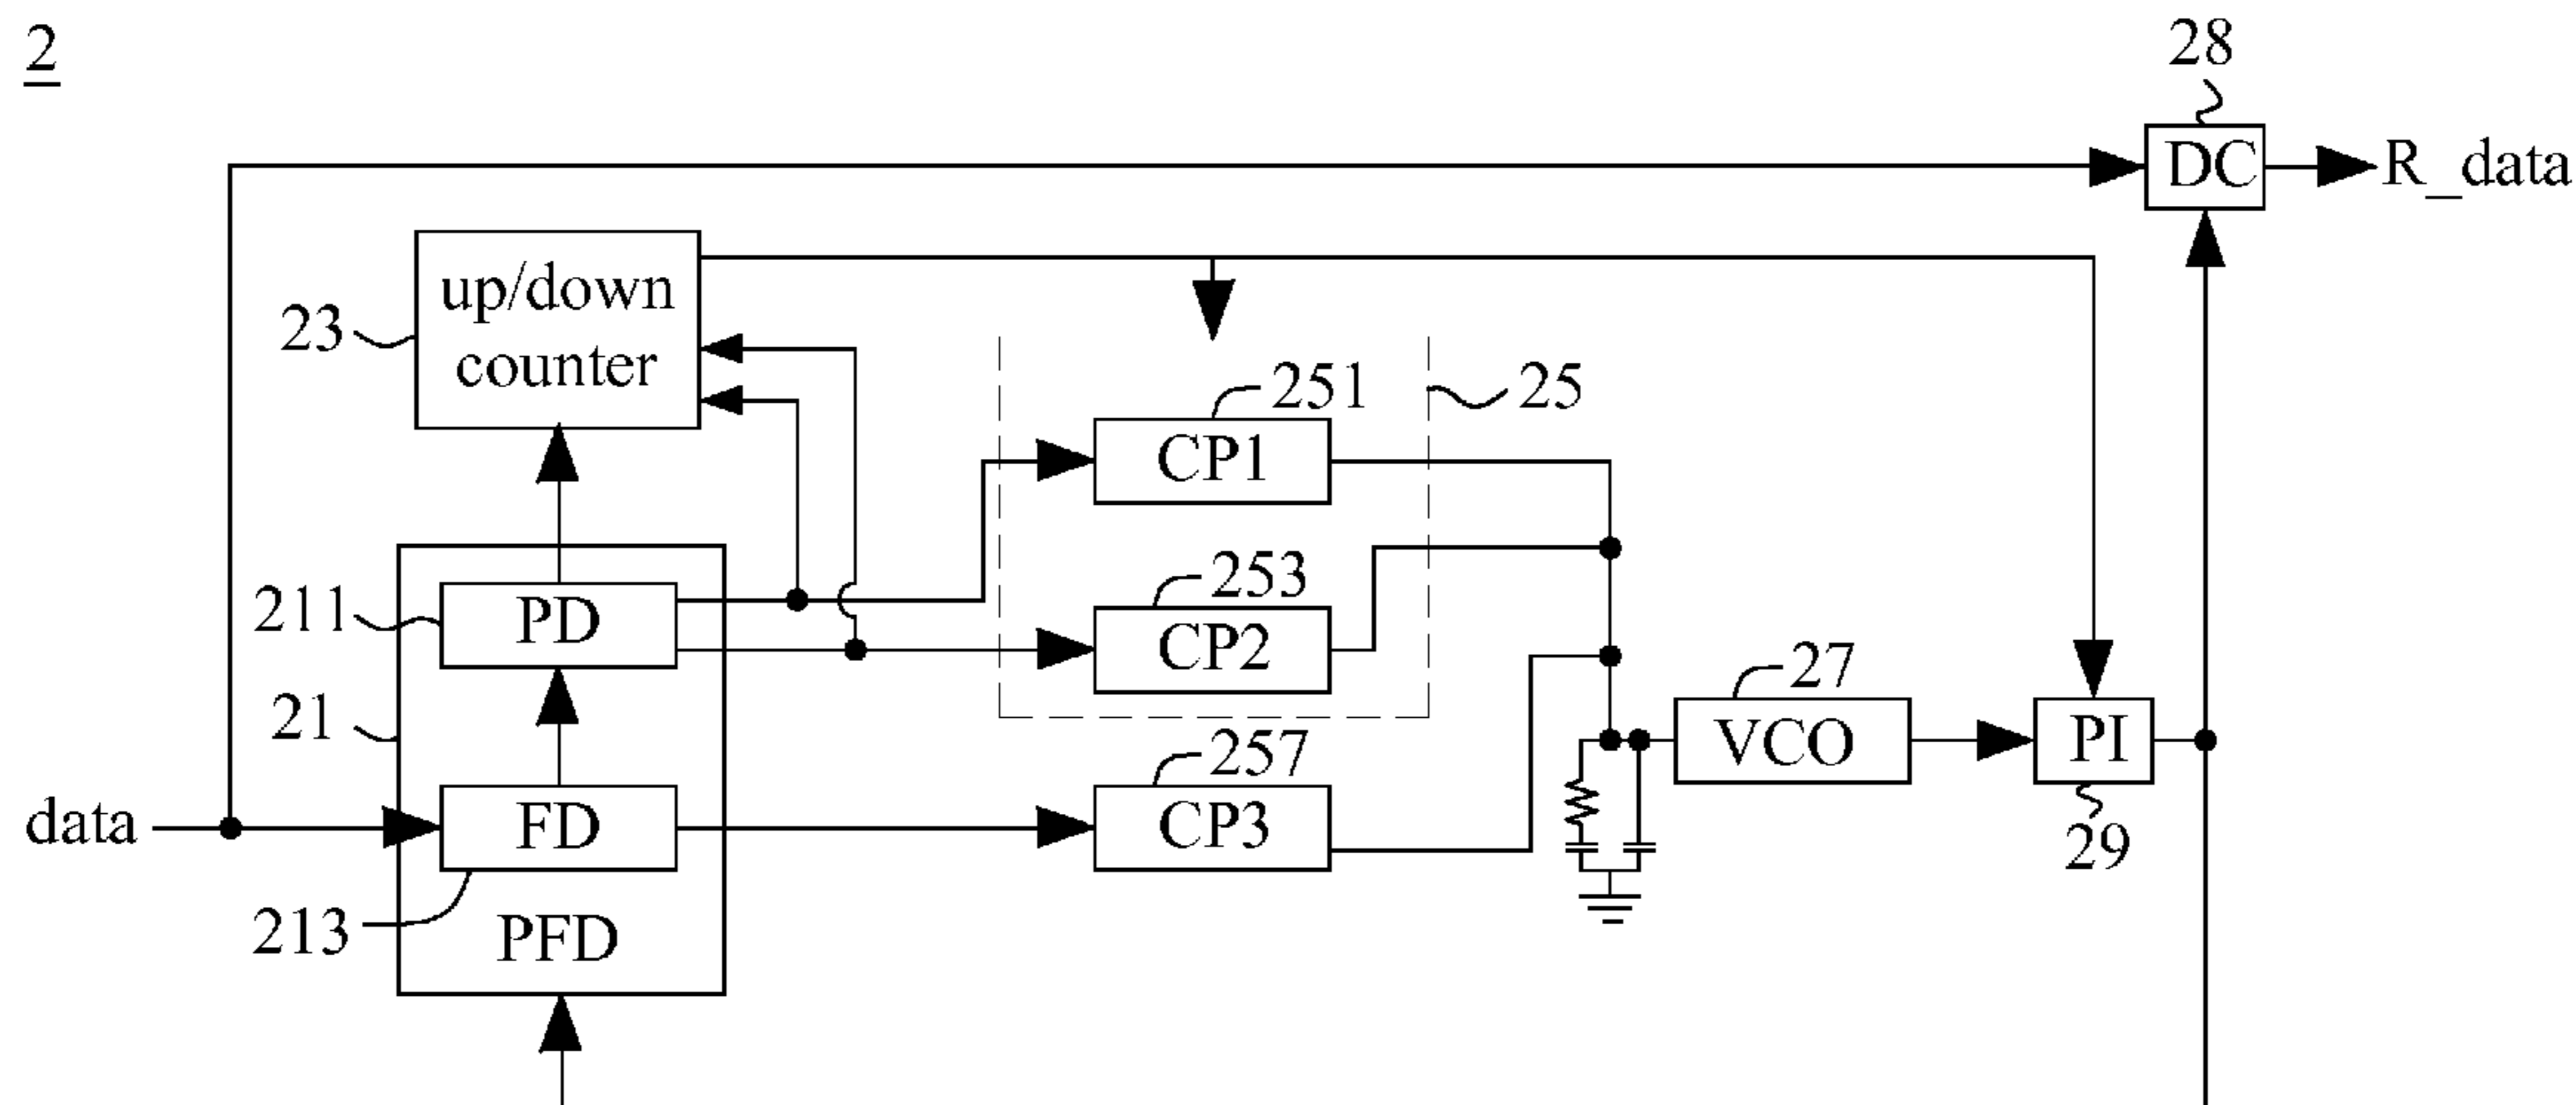 2
28
DC
R_data
up/down
counter
23
251
25
CP1
253
211
PD
CP2
27
21
257
VCO
PI
data
FD
CP3
29
213
PFD